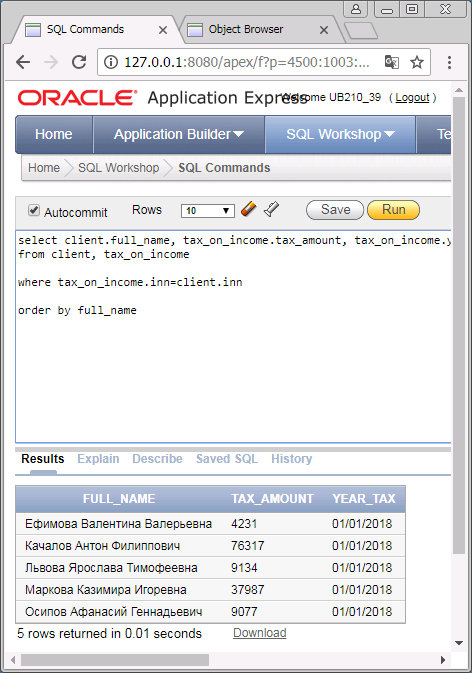 SQL Commands
Object Browser
127.0.0.1:8080/apex/f?p=4500:1003:...
ORACLE Application Express
Welcome UB210_39 ( Logout )
Home Application Builder SQL Workshop Te
Home SQL Workshop SQL Commands
Autocommit Rows 10 Save Run
select client.full_name, tax_on_income.tax_amount, tax_on_income.y
from client, tax_on_income
where tax_on_income.inn=client.inn
order by full_name
Results Explain Describe Saved SQL History
FULL_NAME TAX_AMOUNT YEAR_TAX
Ефимова Валентина Валерьевна 4231 01/01/2018
Качалов Антон Филиппович 76317 01/01/2018
Львова Ярослава Тимофеевна 9134 01/01/2018
Маркова Казимира Игоревна 37987 01/01/2018
Осипов Афанасий Геннадьевич 9077 01/01/2018
5 rows returned in 0.01 seconds Download